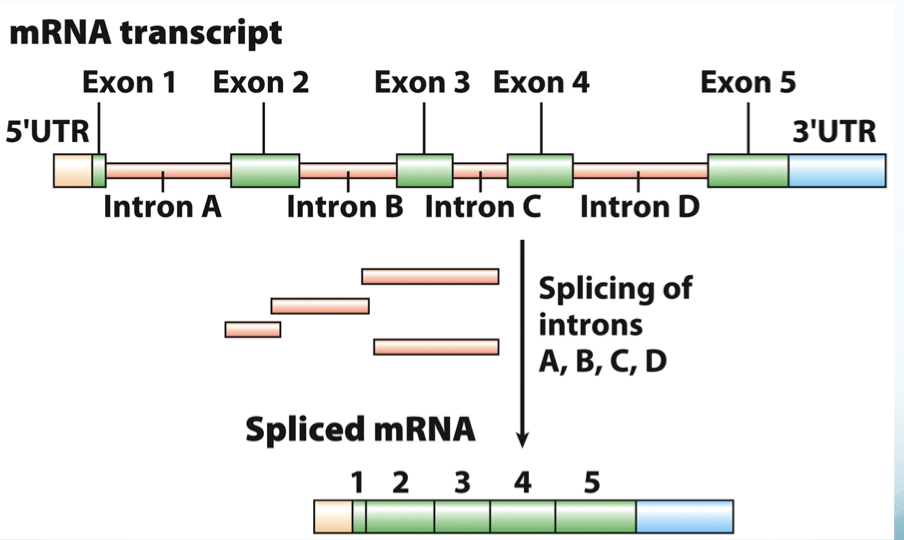 mRNA transcript
Exon 1 Exon 2 Exon 3 Exon 4 Exon 5
5'UTR 3'UTR
Intron A Intron B Intron C Intron D
Splicing of
introns
A, B, C, D
Spliced mRNA
1 2 3 4 5